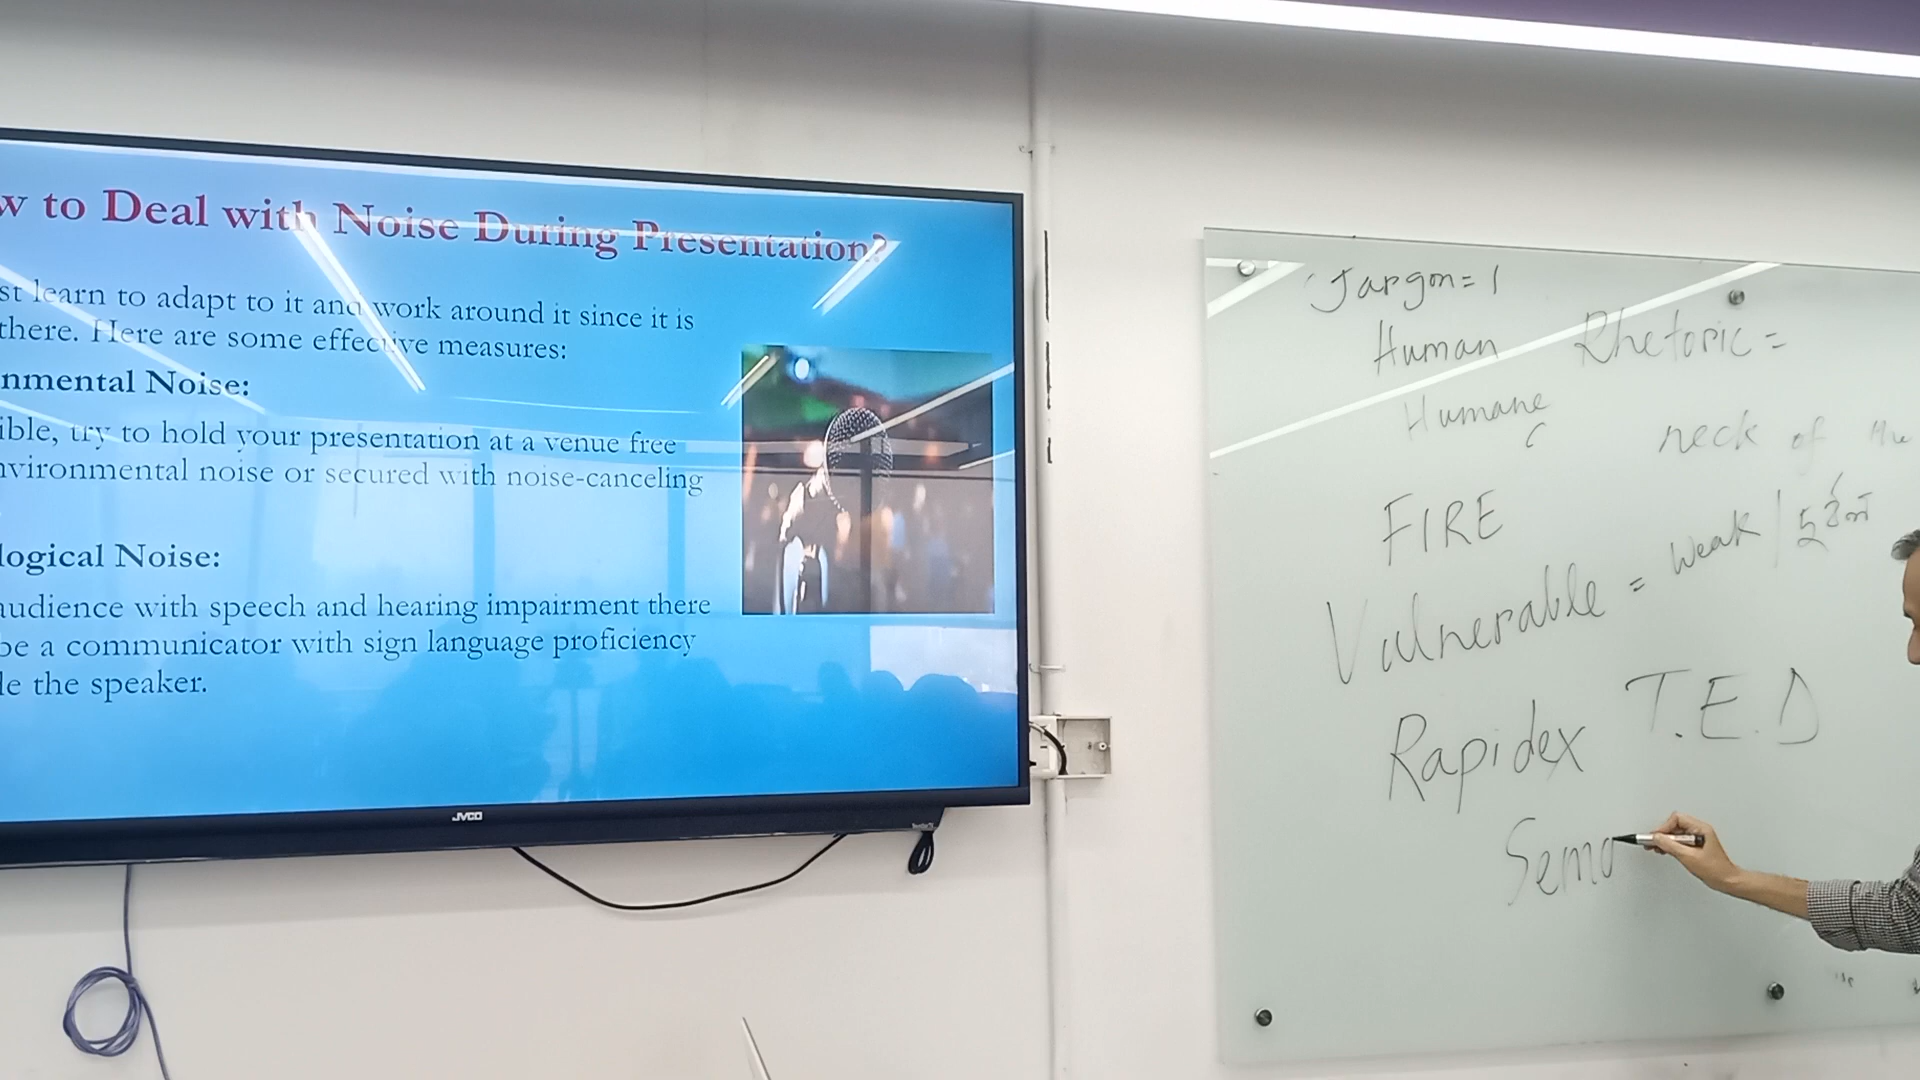 w to Deal with Noise During Presentation?
st learn to adapt to it and work around it since it is
there. Here are some effective measures:
nmental Noise:
ible, try to hold your presentation at a venue free
nvironmental noise or secured with noise-canceling
logical Noise:
audience with speech and hearing impairment there
be a communicator with sign language proficiency
le the speaker.
JVCO
Jargon = 1
Human Rhetoric =
Humane
neck of the
FIRE
Vulnerable = weak /
Rapidex T.E.D
Sema